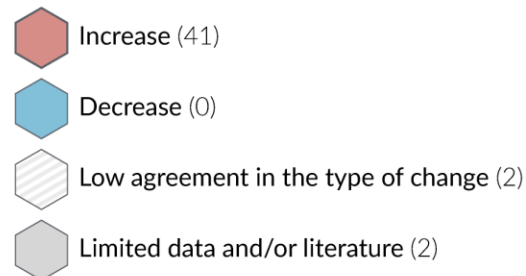 Increase (41)
Decrease (0)
Low agreement in the type of change (2)
Limited data and/or literature (2)